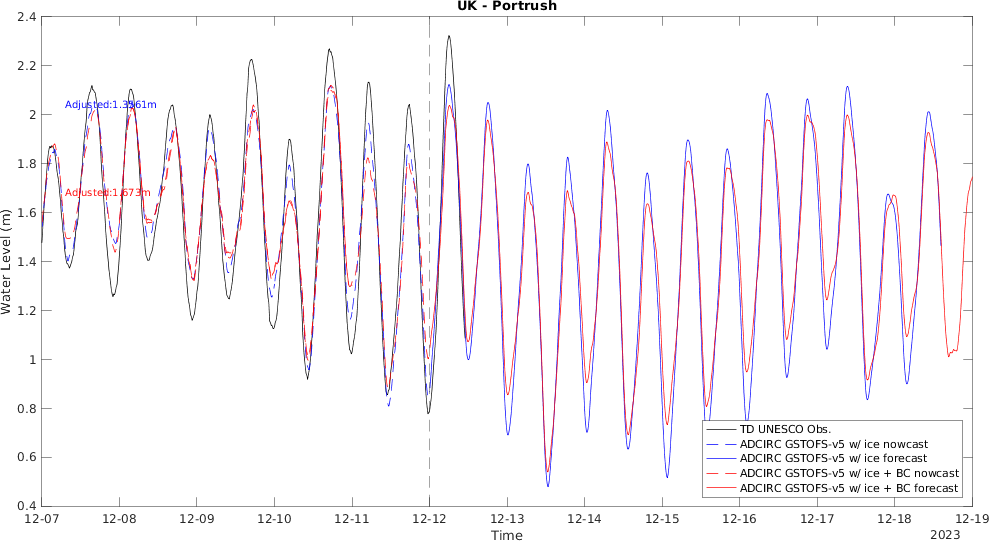 UK - Portrush
2.4
2.2
2
1.8
1.6
1.4
1.2
1
0.8
0.6
0.4
Water Level (m)
Adjusted:1.3961m
Adjusted:1.673m
TD UNESCO Obs.
ADCIRC GSTOFS-v5 w/ ice nowcast
ADCIRC GSTOFS-v5 w/ ice forecast
ADCIRC GSTOFS-v5 w/ ice + BC nowcast
ADCIRC GSTOFS-v5 w/ ice + BC forecast
12-07 12-08 12-09 12-10 12-11 12-12 12-13 12-14 12-15 12-16 12-17 12-18 12-19
Time
2023